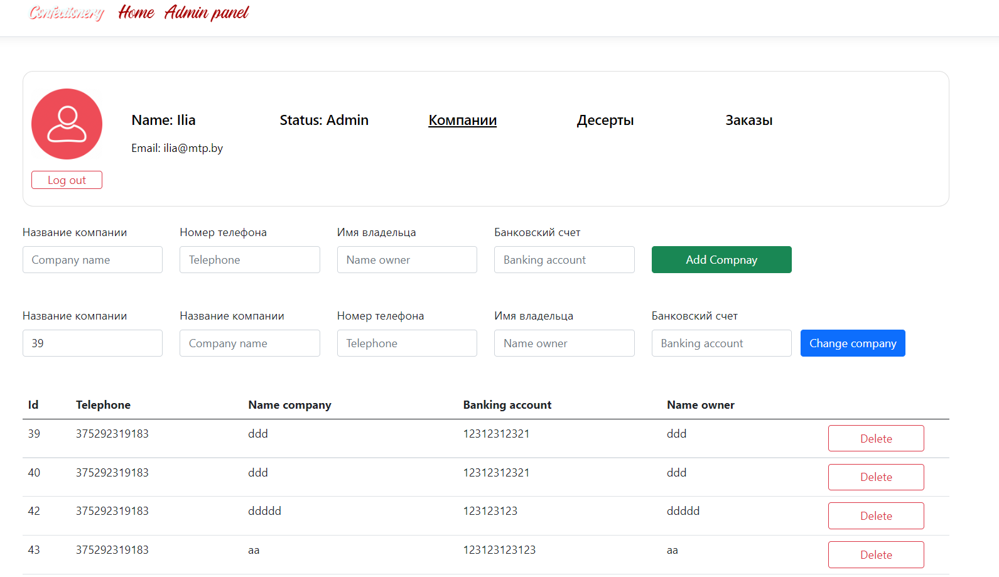 Confectionery Home Admin panel
Name: Ilia Status: Admin Компании Десерты Заказы
Email: ilia@mtp.by
Log out
Название компании Номер телефона Имя владельца Банковский счет
Company name Telephone Name owner Banking account Add Compnay
Название компании Название компании Номер телефона Имя владельца Банковский счет
39 Company name Telephone Name owner Banking account Change company
Id Telephone Name company Banking account Name owner
39 375292319183 ddd 12312312321 ddd Delete
40 375292319183 ddd 12312312321 ddd Delete
42 375292319183 ddddd 123123123 ddddd Delete
43 375292319183 aa 123123123123 aa Delete